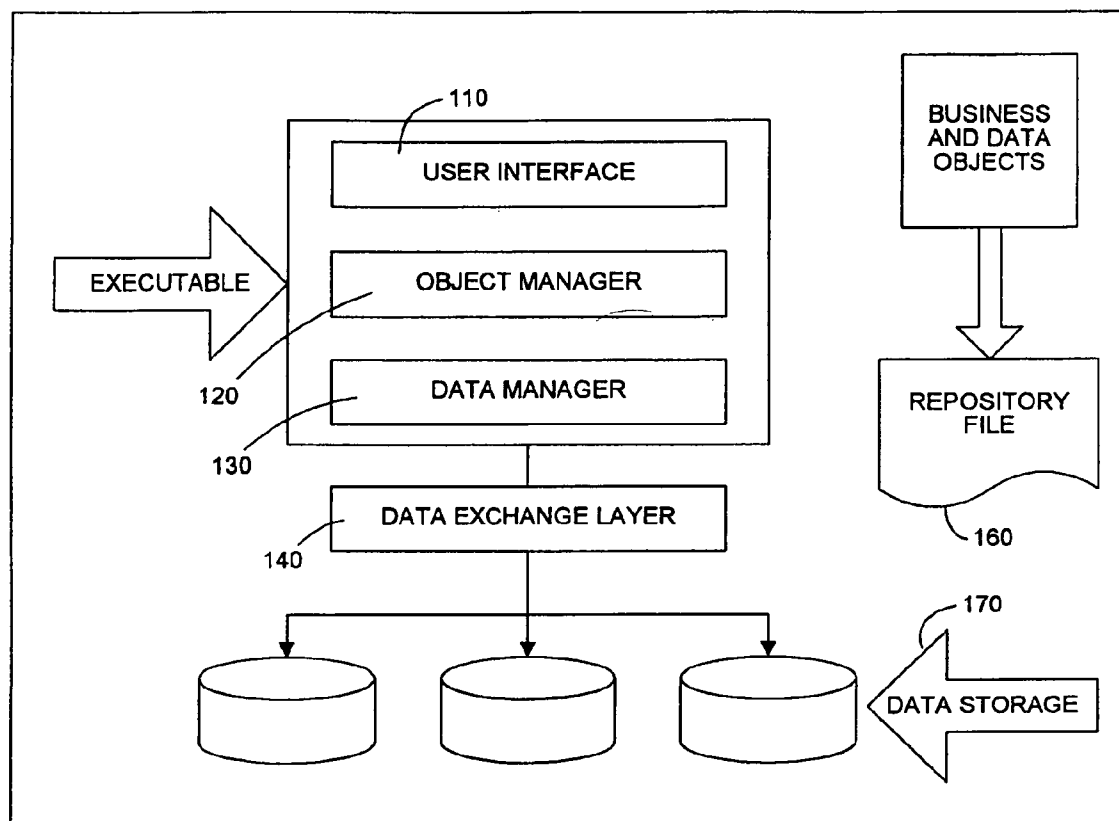 110
USER INTERFACE
BUSINESS
AND DATA
OBJECTS
EXECUTABLE
OBJECT MANAGER
120
DATA MANAGER
130
REPOSITORY
FILE
DATA EXCHANGE LAYER
140
160
170
DATA STORAGE